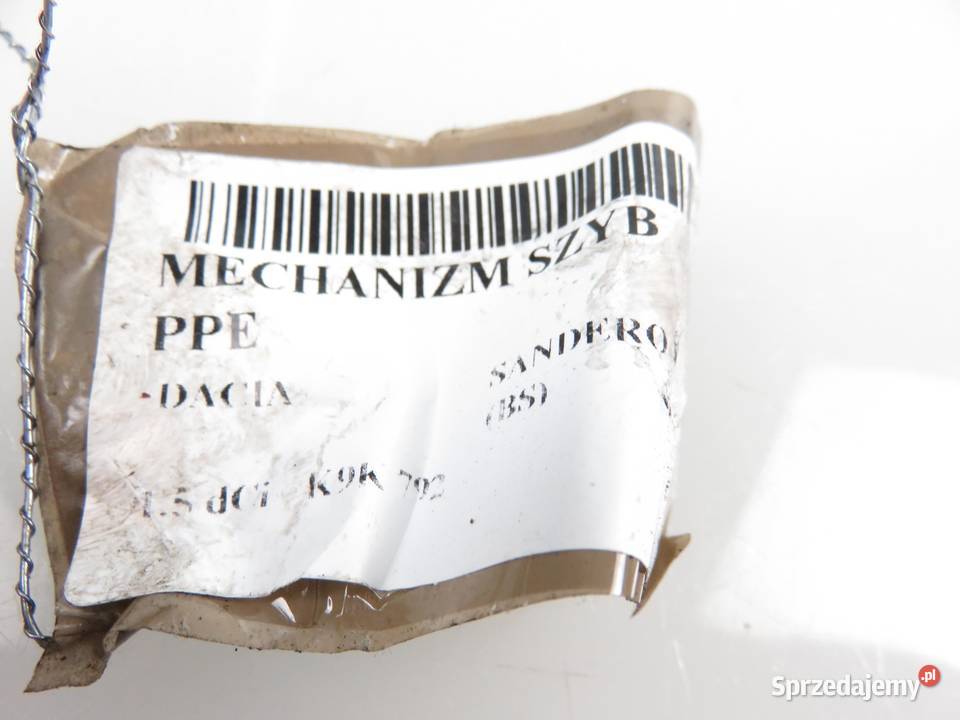 MECHANIZM SZYB
PPE
DACIA SANDERO
(BS)
1.5 dCi K9K 792
Sprzedajemy.pl